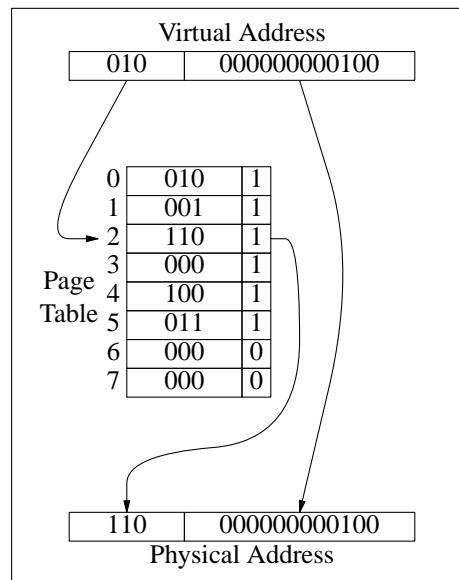 Virtual Address
010 000000000100
0 010 1
1 001 1
2 110 1
3 000 1
4 100 1
5 011 1
6 000 0
7 000 0
Page
Table
110 000000000100
Physical Address